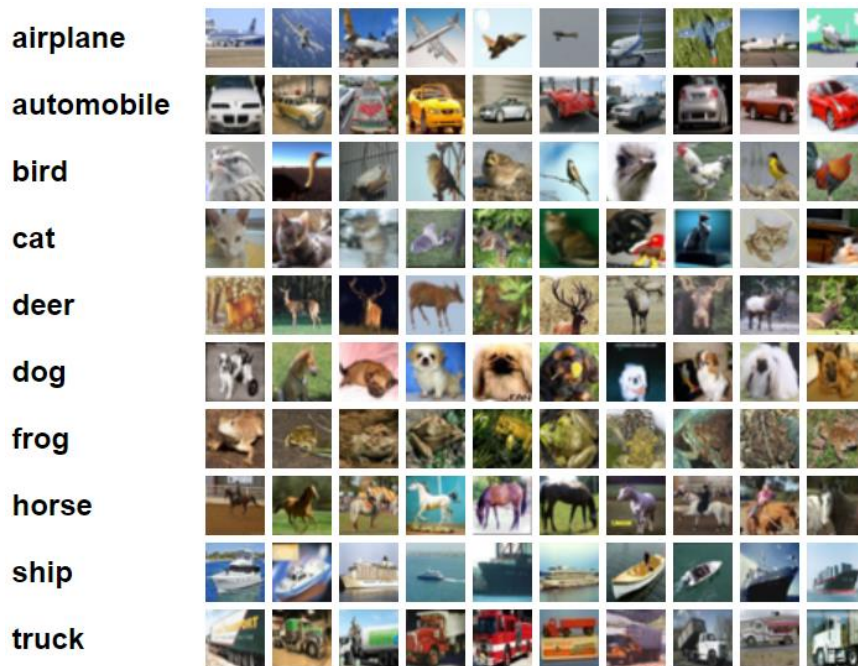 airplane
automobile
bird
cat
deer
dog
frog
horse
ship
truck